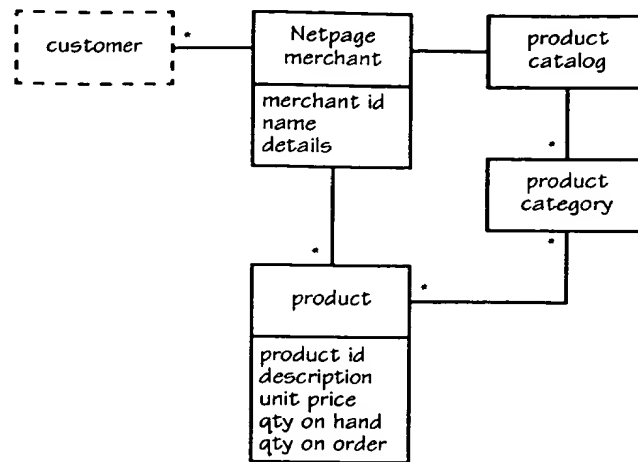 customer
*
Netpage
merchant
merchant id
name
details
product
catalog
*
product
category
*
*
*
product
product id
description
unit price
qty on hand
qty on order